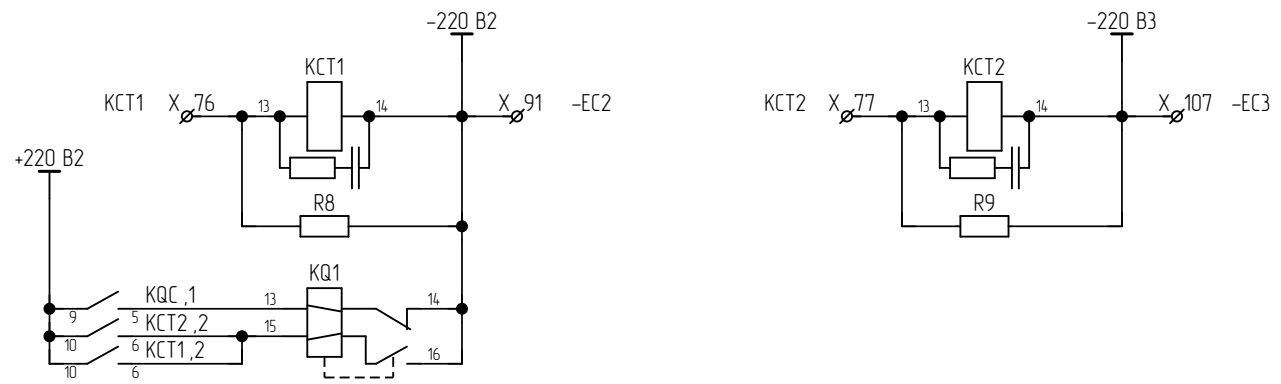 -220 В2
-220 В3
КСТ1
КСТ2
КСТ1 X 76 13 14 X 91 -ЕС2
КСТ2 X 77 13 14 X 107 -ЕС3
+220 В2
R8
R9
KQ1
KQC ,1 13 14
9 5 КСТ2 ,2 15
10 6 КСТ1 ,2 16
10 6